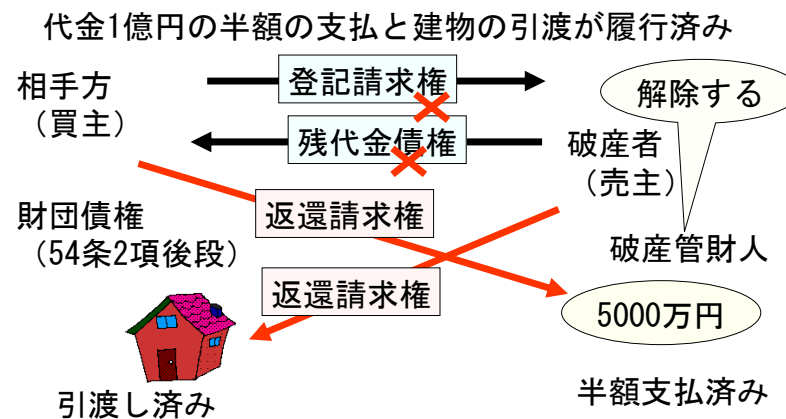 代金1億円の半額の支払と建物の引渡が履行済み
相手方
(買主)
登記請求権
解除する
残代金債権
破産者
(売主)
財団債権
(54条2項後段)
返還請求権
破産管財人
返還請求権
5000万円
引渡し済み
半額支払済み